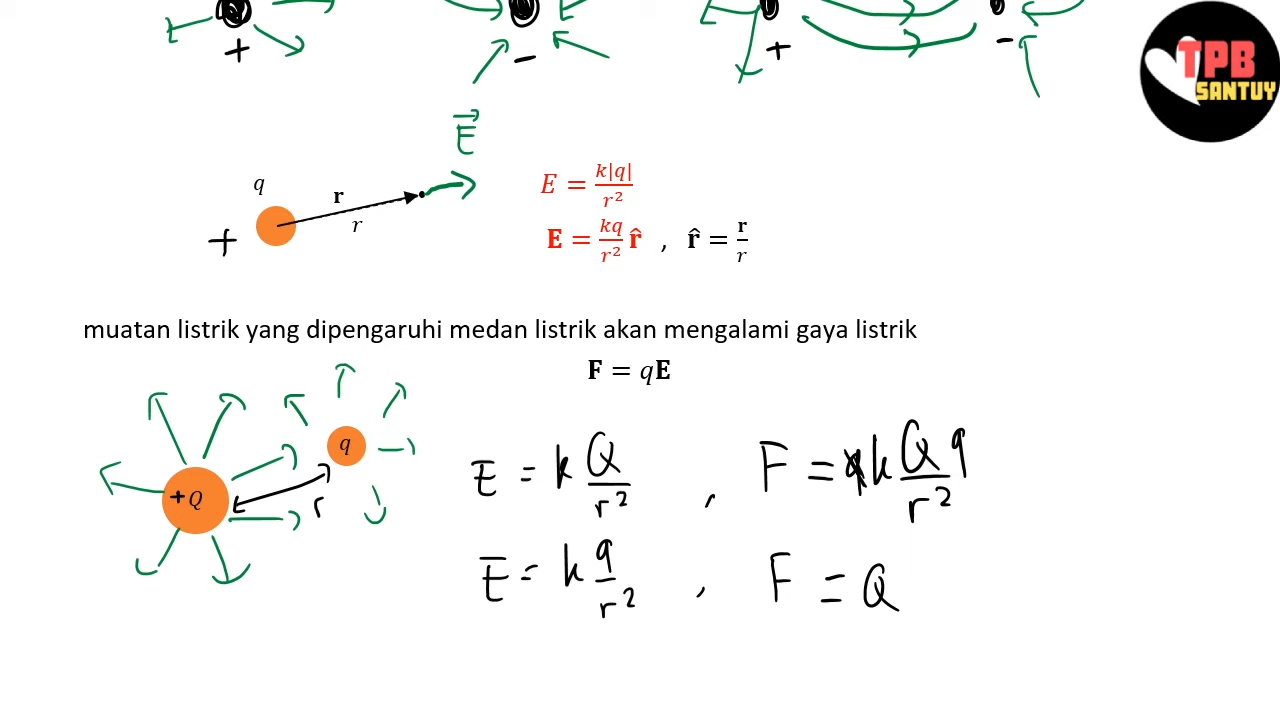 TPB
SANTUY
+
-
+
-
E
q
r
r
+
E = k|q| / r²
E = kq / r² r̂ , r̂ = r / r
muatan listrik yang dipengaruhi medan listrik akan mengalami gaya listrik
F = qE
q
+Q
r
E = k Q / r² , F = k Q q / r²
E = k q / r² , F = Q